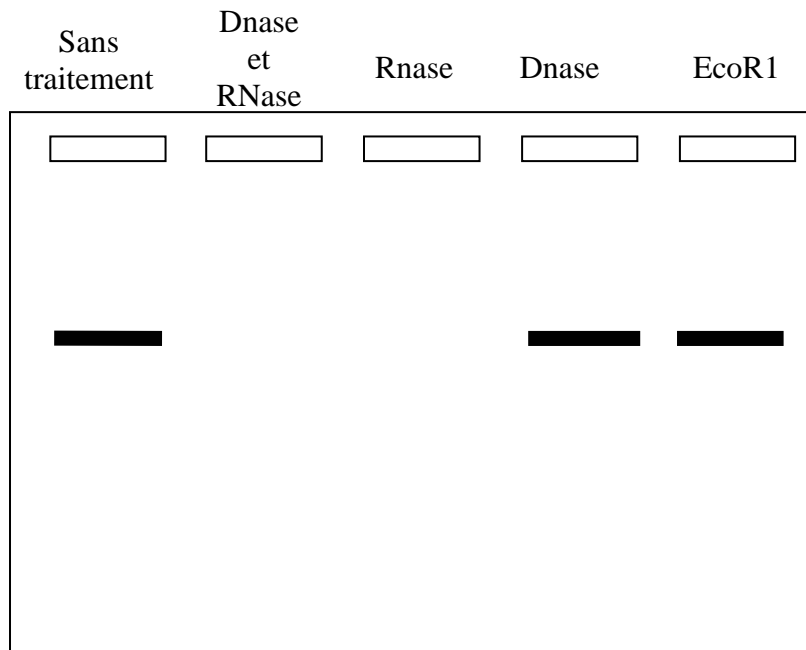 Sans
traitement
Dnase
et
RNase
Rnase
Dnase
EcoR1